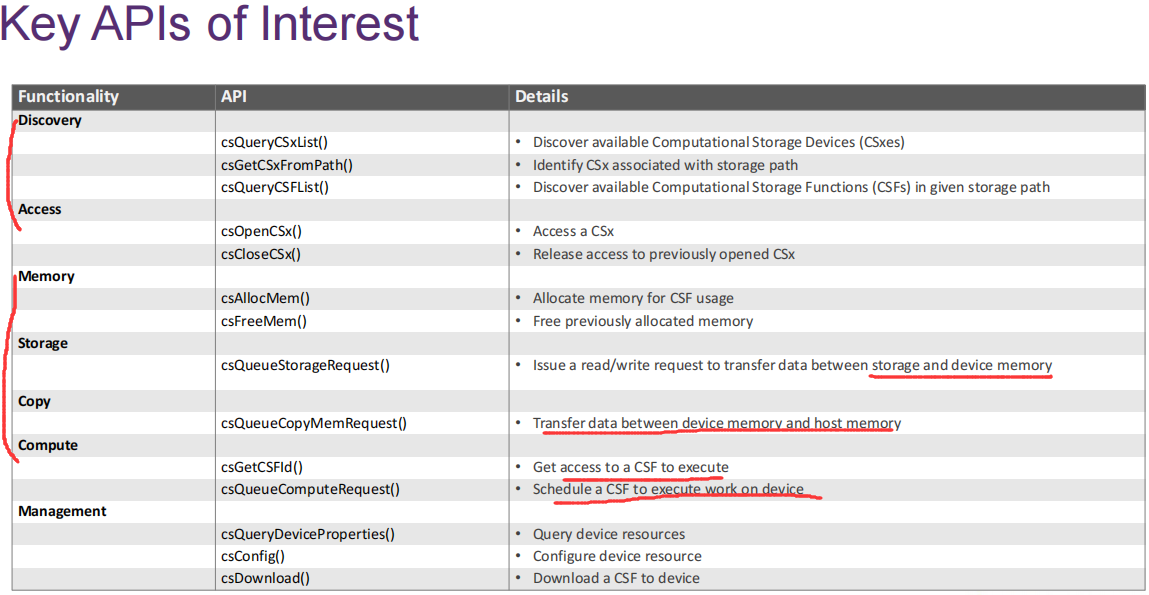 Key APIs of Interest
Functionality API Details
Discovery
csQueryCSxList() • Discover available Computational Storage Devices (CSxes)
csGetCSxFromPath() • Identify CSx associated with storage path
csQueryCSFList() • Discover available Computational Storage Functions (CSFs) in given storage path
Access
csOpenCSx() • Access a CSx
csCloseCSx() • Release access to previously opened CSx
Memory
csAllocMem() • Allocate memory for CSF usage
csFreeMem() • Free previously allocated memory
Storage
csQueueStorageRequest() • Issue a read/write request to transfer data between storage and device memory
Copy
csQueueCopyMemRequest() • Transfer data between device memory and host memory
Compute
csGetCSFId() • Get access to a CSF to execute
csQueueComputeRequest() • Schedule a CSF to execute work on device
Management
csQueryDeviceProperties() • Query device resources
csConfig() • Configure device resource
csDownload() • Download a CSF to device